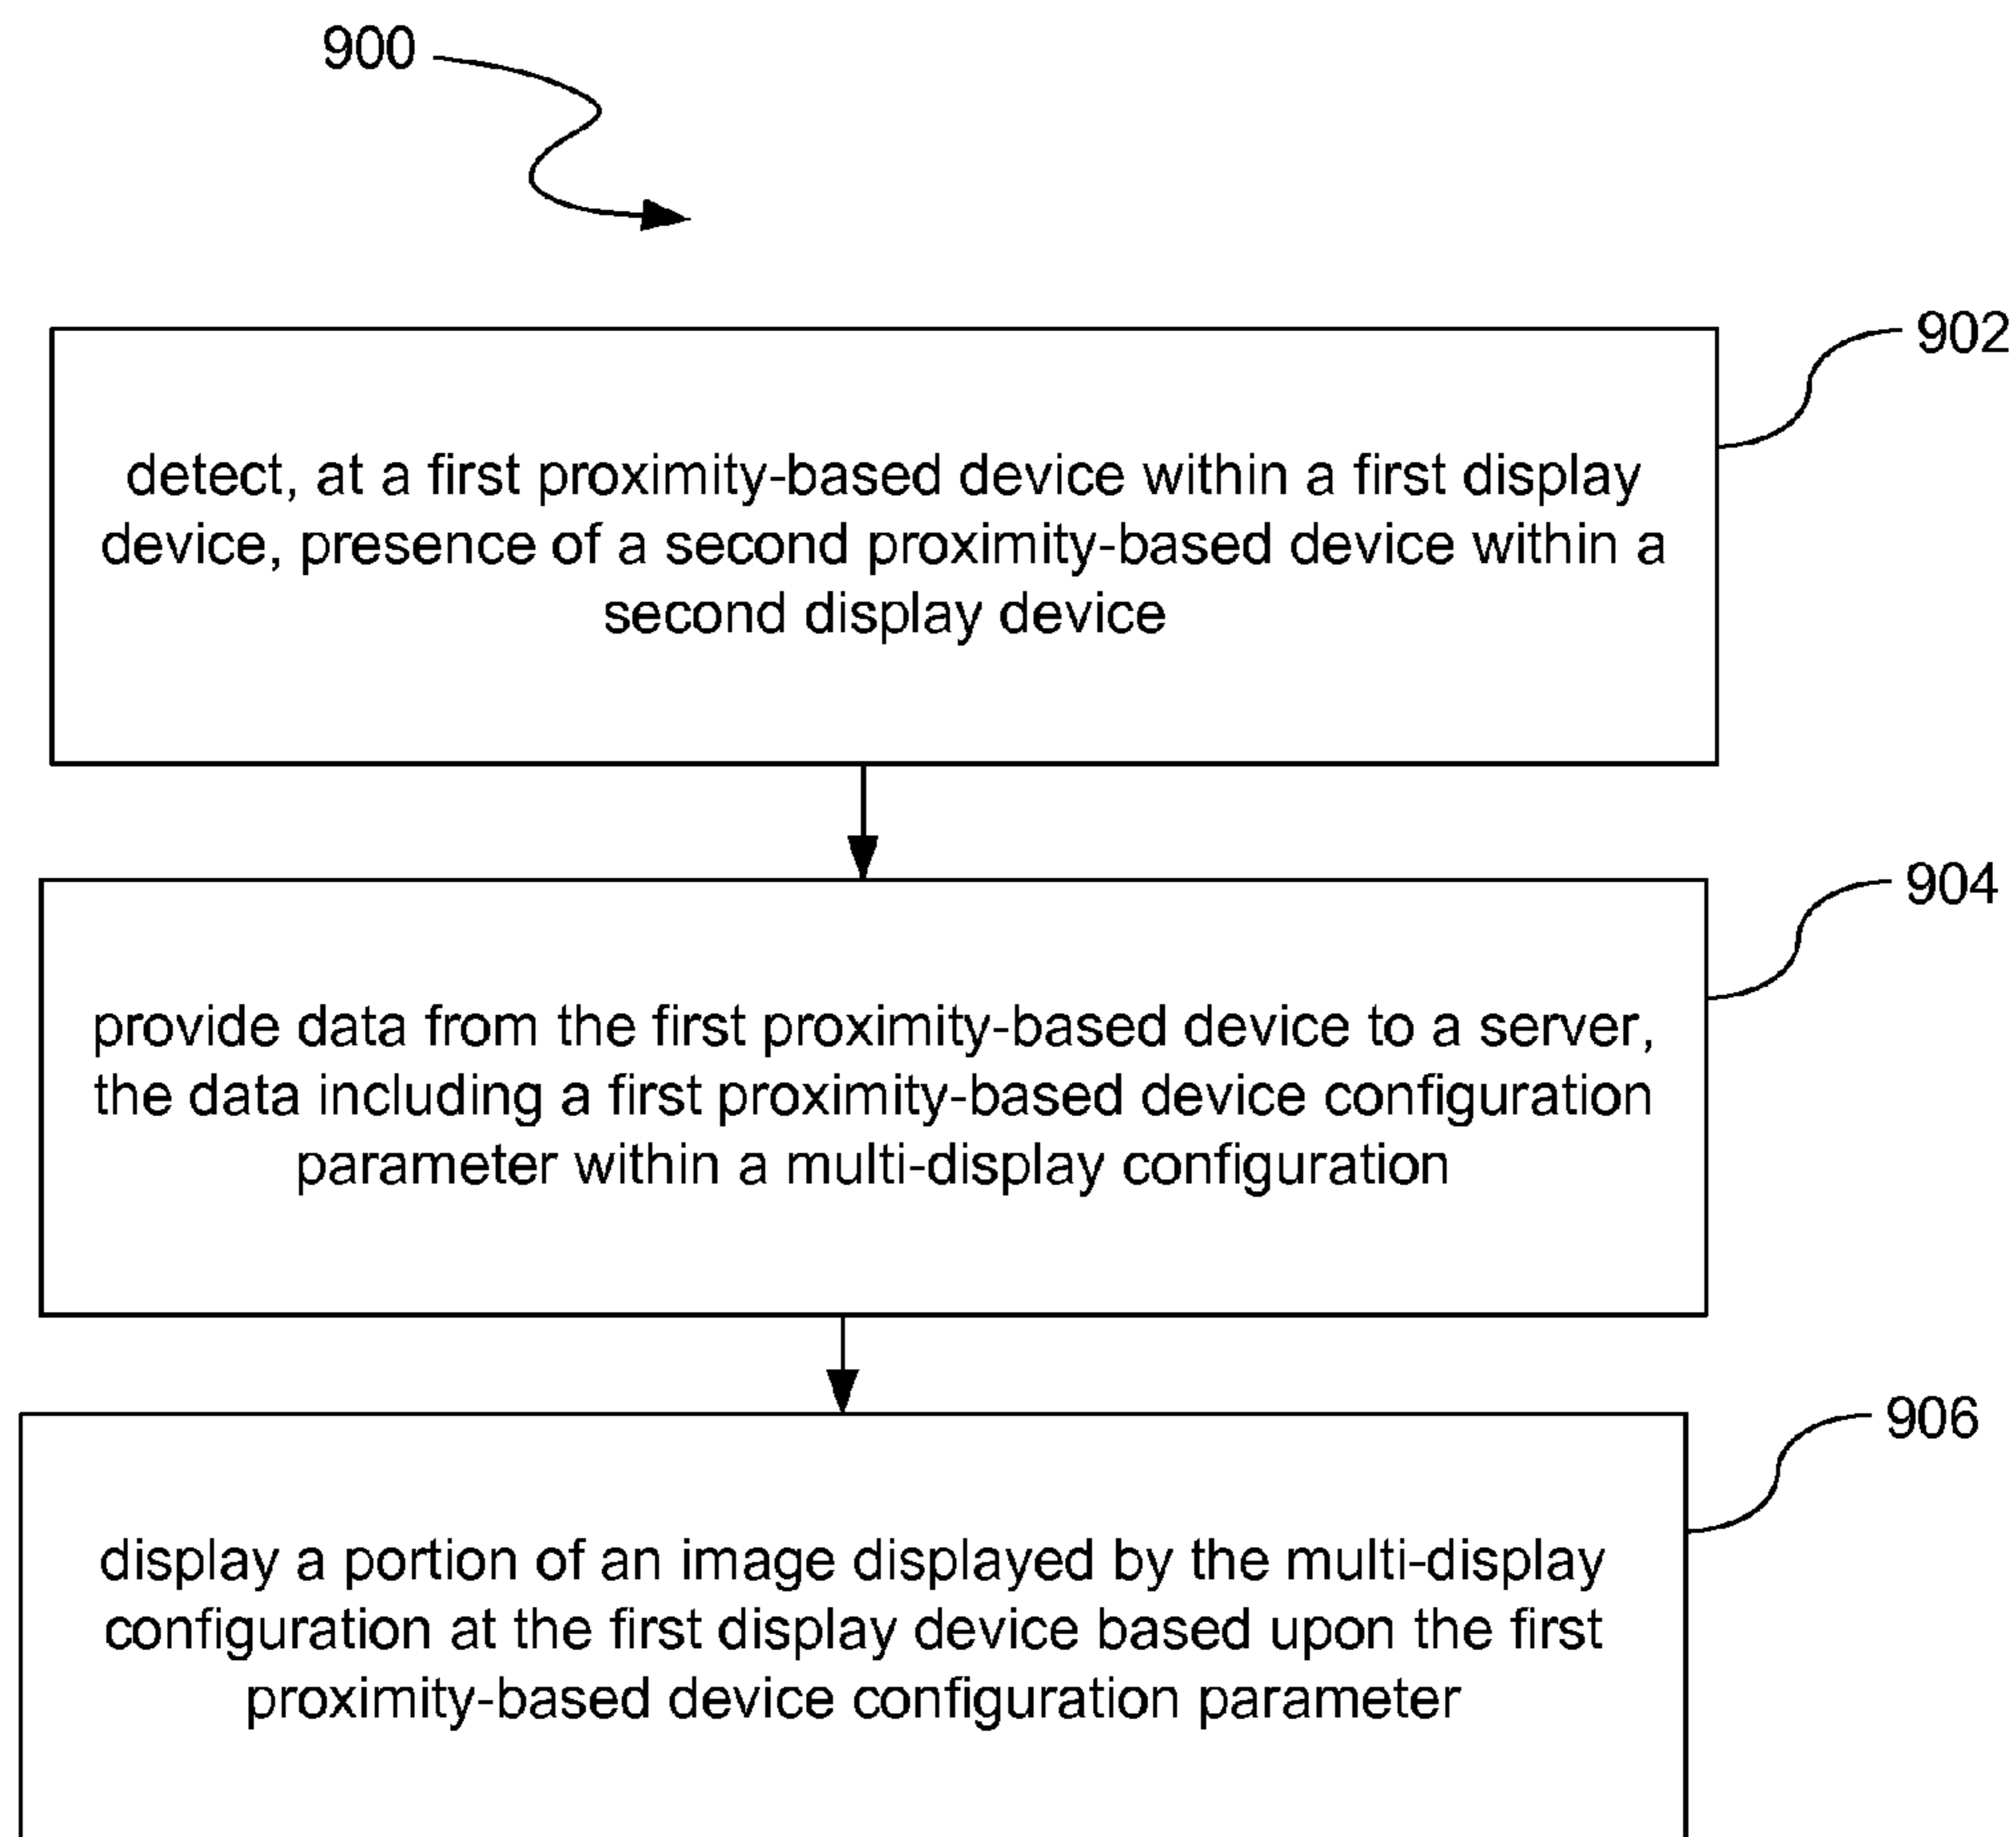 900
902
detect, at a first proximity-based device within a first display
device, presence of a second proximity-based device within a
second display device
904
provide data from the first proximity-based device to a server,
the data including a first proximity-based device configuration
parameter within a multi-display configuration
906
display a portion of an image displayed by the multi-display
configuration at the first display device based upon the first
proximity-based device configuration parameter